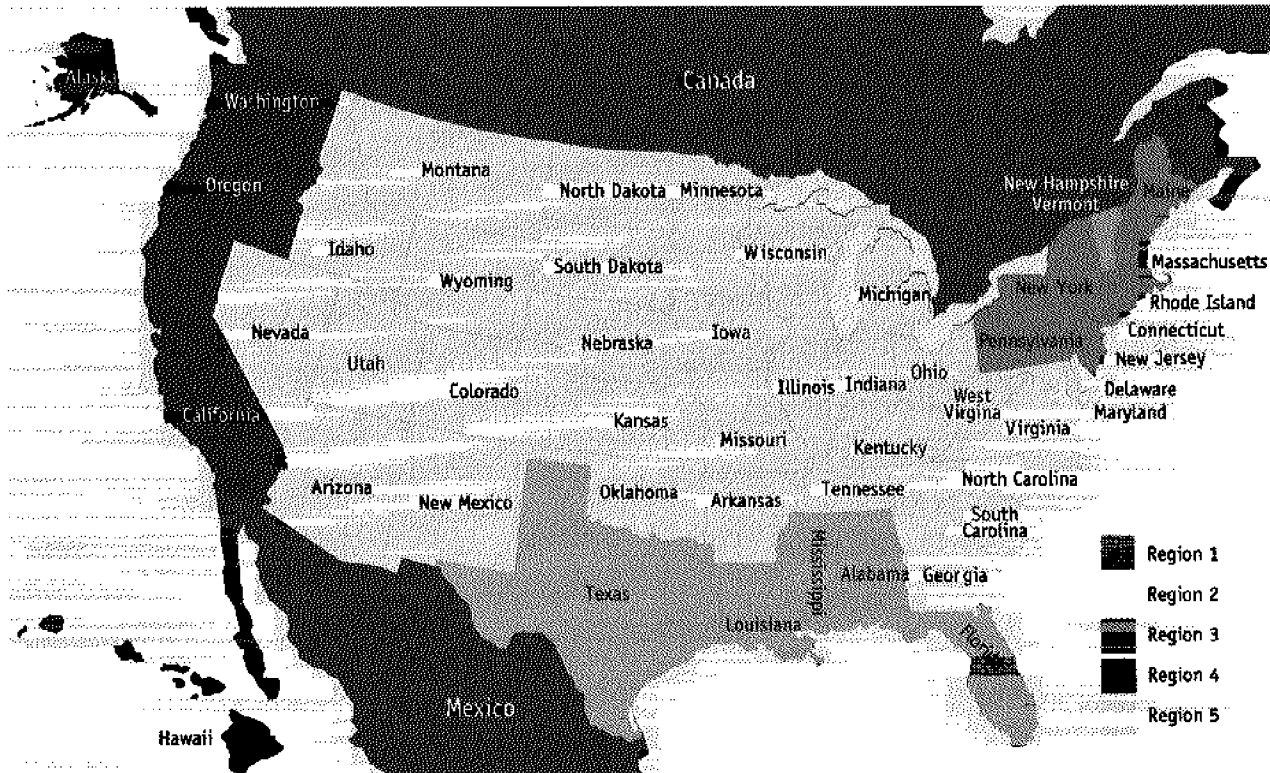 Canada
Alaska
Washington
Montana
Oregon
North Dakota
Minnesota
New Hampshire
Vermont
Maine
Idaho
Wyoming
South Dakota
Wisconsin
Michigan
New York
Massachusetts
Rhode Island
Connecticut
Nevada
Utah
Colorado
Nebraska
Iowa
Illinois
Indiana
Ohio
Pennsylvania
New Jersey
Delaware
Maryland
West
Virgina
Virginia
California
Kansas
Missouri
Kentucky
Arizona
New Mexico
Oklahoma
Arkansas
Tennessee
North Carolina
South
Carolina
Texas
Louisiana
Mississippi
Alabama
Georgia
Florida
Mexico
Hawaii
Region 1
Region 2
Region 3
Region 4
Region 5